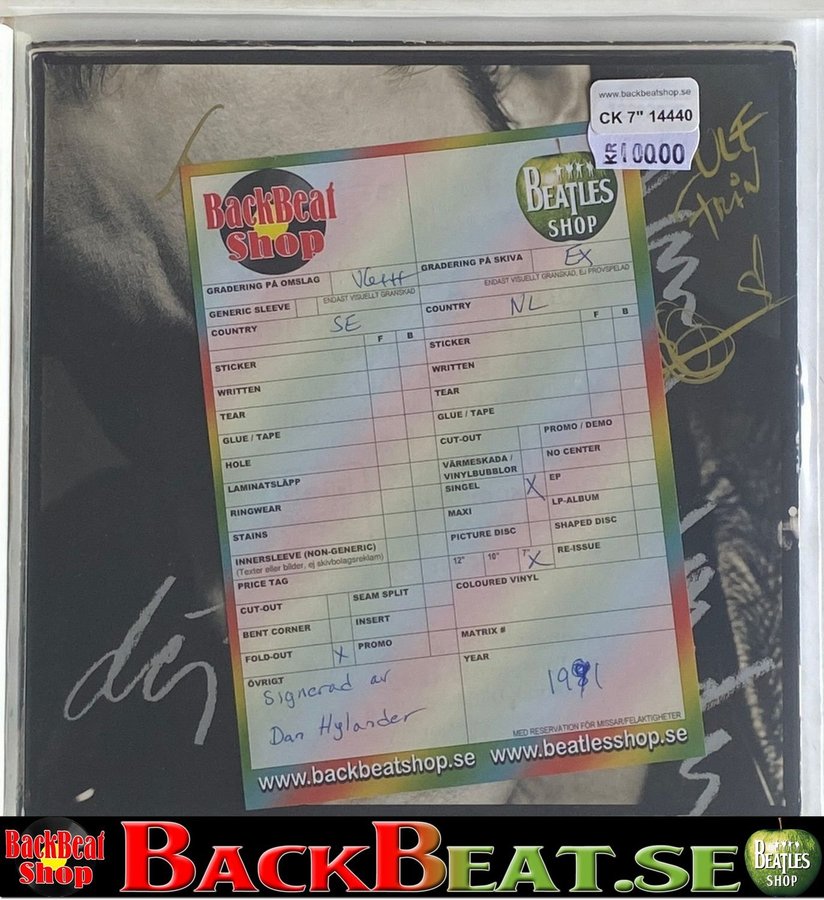 www.backbeatshop.se
CK 7" 14440
KR 100.00
ULF
BackBeat
Shop
BEATLES
SHOP
GRADERING PÅ OMSLAG
ENDAST VISUELLT GRANSKAD
GRADERING PÅ SKIVA EX
ENDAST VISUELLT GRANSKAD, EJ PROVSPELAD
GENERIC SLEEVE
COUNTRY SE
COUNTRY NL
F B
F B
STICKER
WRITTEN
TEAR
GLUE / TAPE
HOLE
LAMINATSLÄPP
RINGWEAR
STAINS
INNERSLEEVE (NON-GENERIC)
(Texter eller bilder, ej skivbolagsreklam)
PRICE TAG
CUT-OUT
SEAM SPLIT
BENT CORNER
INSERT
FOLD-OUT X
PROMO
STICKER
WRITTEN
TEAR
GLUE / TAPE
CUT-OUT
PROMO / DEMO
VÄRMESKADA /
VINYLBUBBLOR
NO CENTER
SINGEL X
EP
MAXI
LP-ALBUM
PICTURE DISC
SHAPED DISC
12" 10" 7" X
RE-ISSUE
COLOURED VINYL
MATRIX #
ÖVRIGT
Signerad av
Dan Hylander
YEAR
1991
MED RESERVATION FÖR MISSAR/FELAKTIGHETER
www.backbeatshop.se www.beatlesshop.se
BackBeat
Shop
BACKBEAT.SE
BEATLES
SHOP